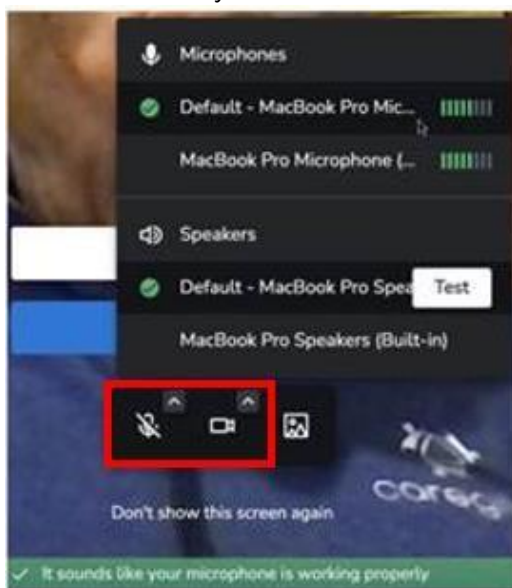 Microphones
Default - MacBook Pro Mic...
MacBook Pro Microphone (...
Speakers
Default - MacBook Pro Spea
Test
MacBook Pro Speakers (Built-in)
Don't show this screen again
It sounds like your microphone is working properly